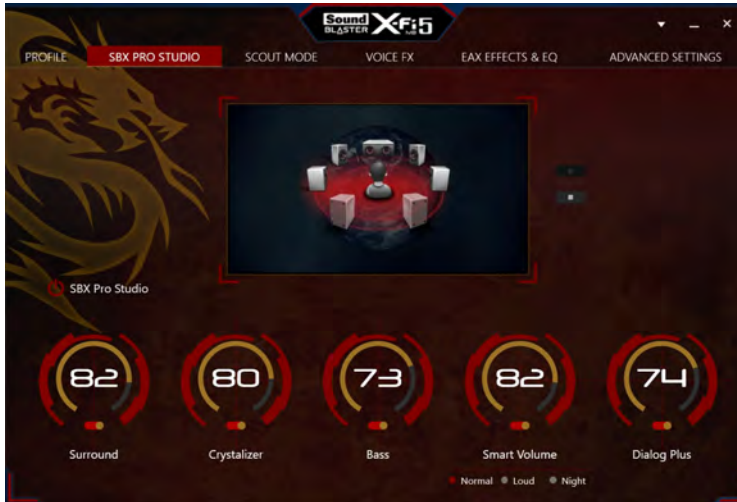 Sound
BLASTER X-Fi 5
MB
PROFILE SBX PRO STUDIO SCOUT MODE VOICE FX EAX EFFECTS & EQ ADVANCED SETTINGS
SBX Pro Studio
82 80 73 82 74
Surround Crystalizer Bass Smart Volume Dialog Plus
Normal Loud Night